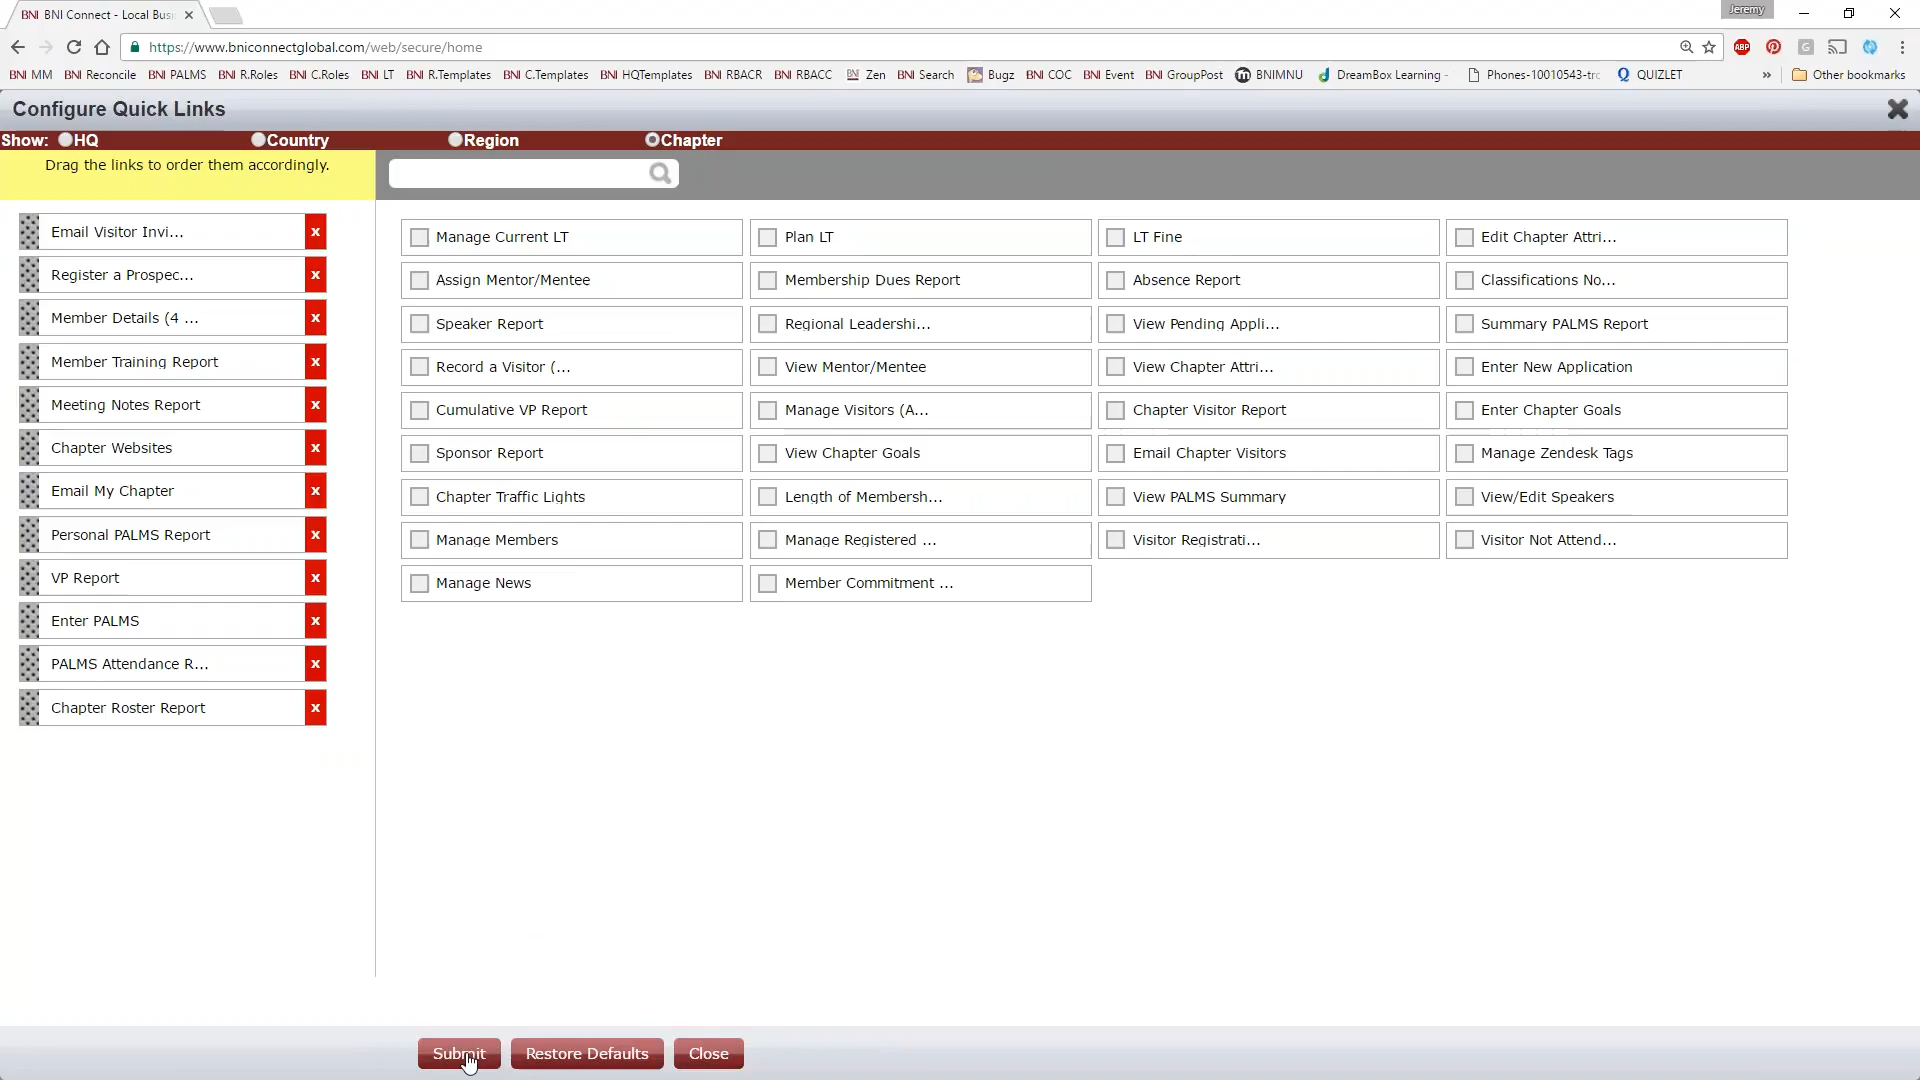 BNI BNI Connect - Local Busi
Jeremy
https://www.bniconnectglobal.com/web/secure/home
ABP
BNI MM BNI Reconcile BNI PALMS BNI R.Roles BNI C.Roles BNI LT BNI R.Templates BNI C.Templates BNI HQTemplates BNI RBACR BNI RBACC BNI Zen BNI Search Bugz BNI COC BNI Event BNI GroupPost m BNIMNU d DreamBox Learning - Phones-10010543-trc Q QUIZLET » Other bookmarks
Configure Quick Links
Show: HQ Country Region Chapter
Drag the links to order them accordingly.
Email Visitor Invi... x
Register a Prospec... x
Member Details (4 ... x
Member Training Report x
Meeting Notes Report x
Chapter Websites x
Email My Chapter x
Personal PALMS Report x
VP Report x
Enter PALMS x
PALMS Attendance R... x
Chapter Roster Report x
Manage Current LT Plan LT LT Fine Edit Chapter Attri...
Assign Mentor/Mentee Membership Dues Report Absence Report Classifications No...
Speaker Report Regional Leadershi... View Pending Appli... Summary PALMS Report
Record a Visitor (... View Mentor/Mentee View Chapter Attri... Enter New Application
Cumulative VP Report Manage Visitors (A... Chapter Visitor Report Enter Chapter Goals
Sponsor Report View Chapter Goals Email Chapter Visitors Manage Zendesk Tags
Chapter Traffic Lights Length of Membersh... View PALMS Summary View/Edit Speakers
Manage Members Manage Registered ... Visitor Registrati... Visitor Not Attend...
Manage News Member Commitment ...
Submit Restore Defaults Close